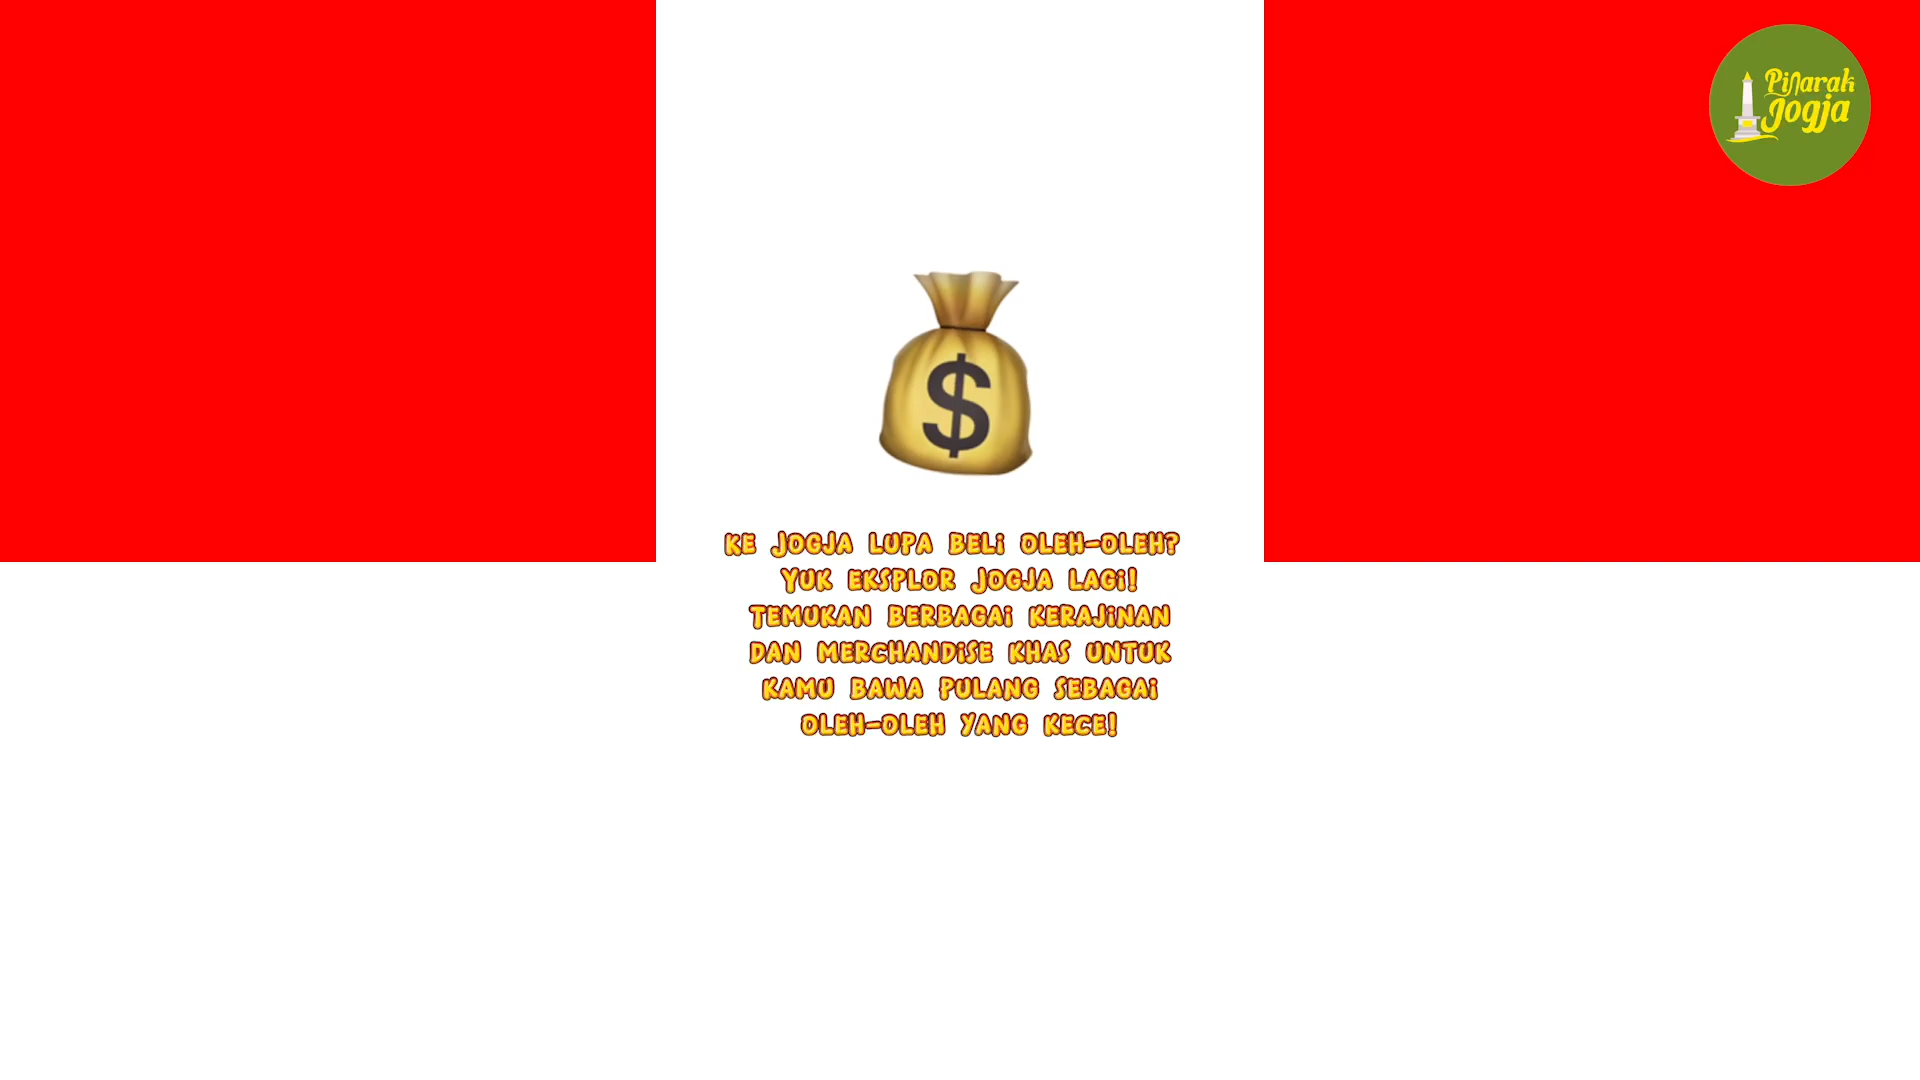 Pinarak
Jogja
$
KE JOGJA LUPA BELI OLEH-OLEH?
YUK EKSPLOR JOGJA LAGI!
TEMUKAN BERBAGAI KERAJINAN
DAN MERCHANDISE KHAS UNTUK
KAMU BAWA PULANG SEBAGAI
OLEH-OLEH YANG KECE!